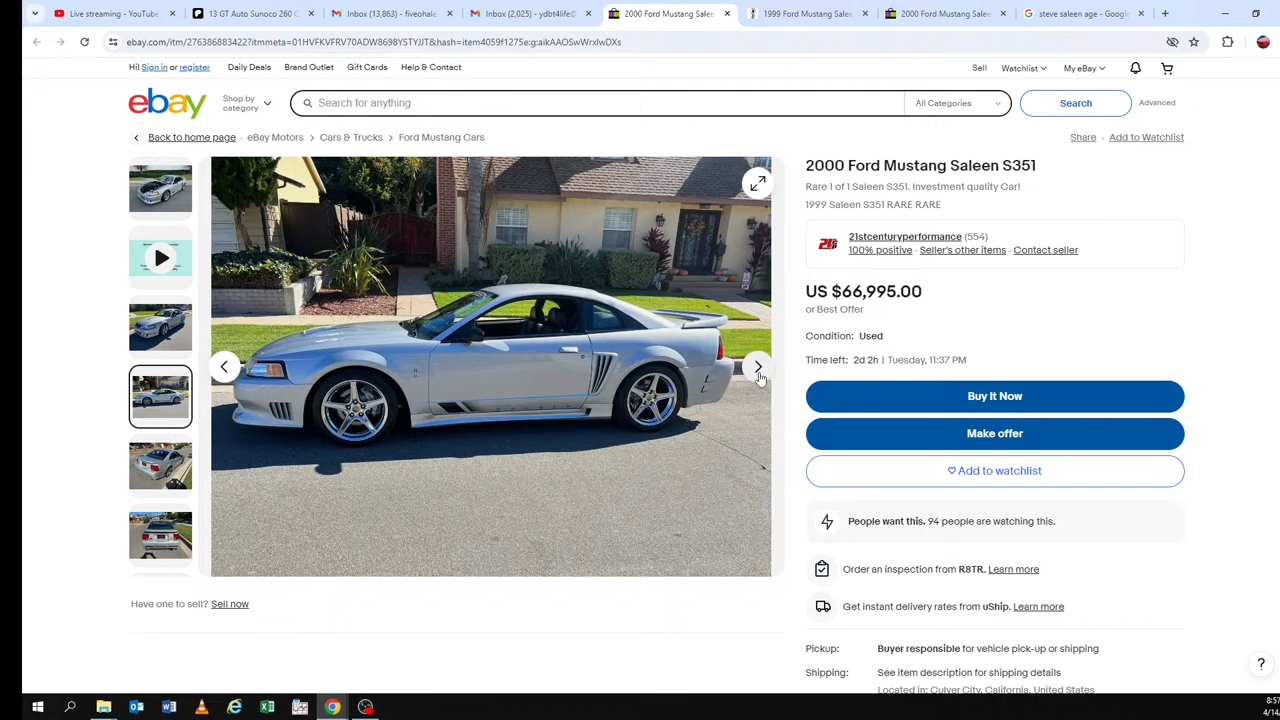 Live streaming - YouTube
13 GT Auto Sunoco 260 G
Inbox (13,863) - fiveohale
Inbox (2,025) - ydbt4life@
2000 Ford Mustang Saleen
1999 Ford Mustang Saleen
2000 Ford Mustang Saleen
steve saleen age - Google
ebay.com/itm/276386883422?itmmeta=01HVFKVFRV70ADW8698YSTYJJT&hash=item4059f1275e:g:aikAAOSwWrxlwDXs
Hi! Sign in or register
Daily Deals
Brand Outlet
Gift Cards
Help & Contact
Sell
Watchlist
My eBay
ebay
Shop by
category
Search for anything
All Categories
Search
Advanced
Back to home page
eBay Motors
Cars & Trucks
Ford Mustang Cars
Share
Add to Watchlist
2000 Ford Mustang Saleen S351
Rare 1 of 1 Saleen S351. Investment quality Car!
1999 Saleen S351 RARE RARE
21stcenturyperformance (554)
100% positive · Seller's other items · Contact seller
US $66,995.00
or Best Offer
Condition: Used
Time left: 2d 2h | Tuesday, 11:37 PM
Buy It Now
Make offer
Add to watchlist
People want this. 94 people are watching this.
Order an inspection from R8TR. Learn more
Get instant delivery rates from uShip. Learn more
Have one to sell? Sell now
Pickup: Buyer responsible for vehicle pick-up or shipping
Shipping: See item description for shipping details
Located in: Culver City, California, United States
8:57
4/14/